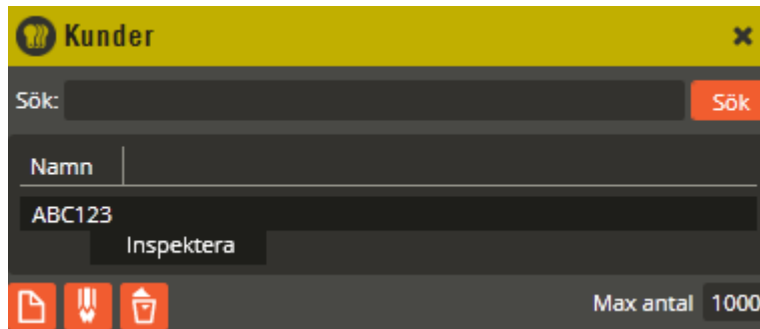 Kunder
Sök: Sök
Namn
ABC123
Inspektera
Max antal 1000